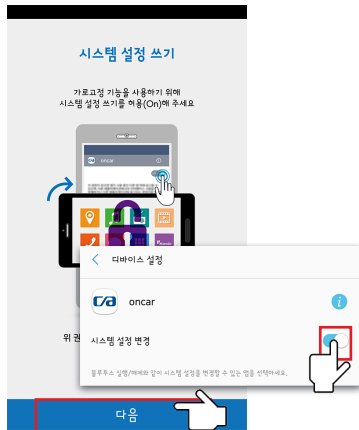 시스템 설정 쓰기
가로고정 기능을 사용하기 위해
시스템 설정 쓰기를 허용(On)해 주세요
oncar
디바이스 설정
oncar
시스템 설정 변경
위 권
블루투스 실행/해제와 같이 시스템 설정을 변경할 수 있는 앱을 선택하세요.
다음